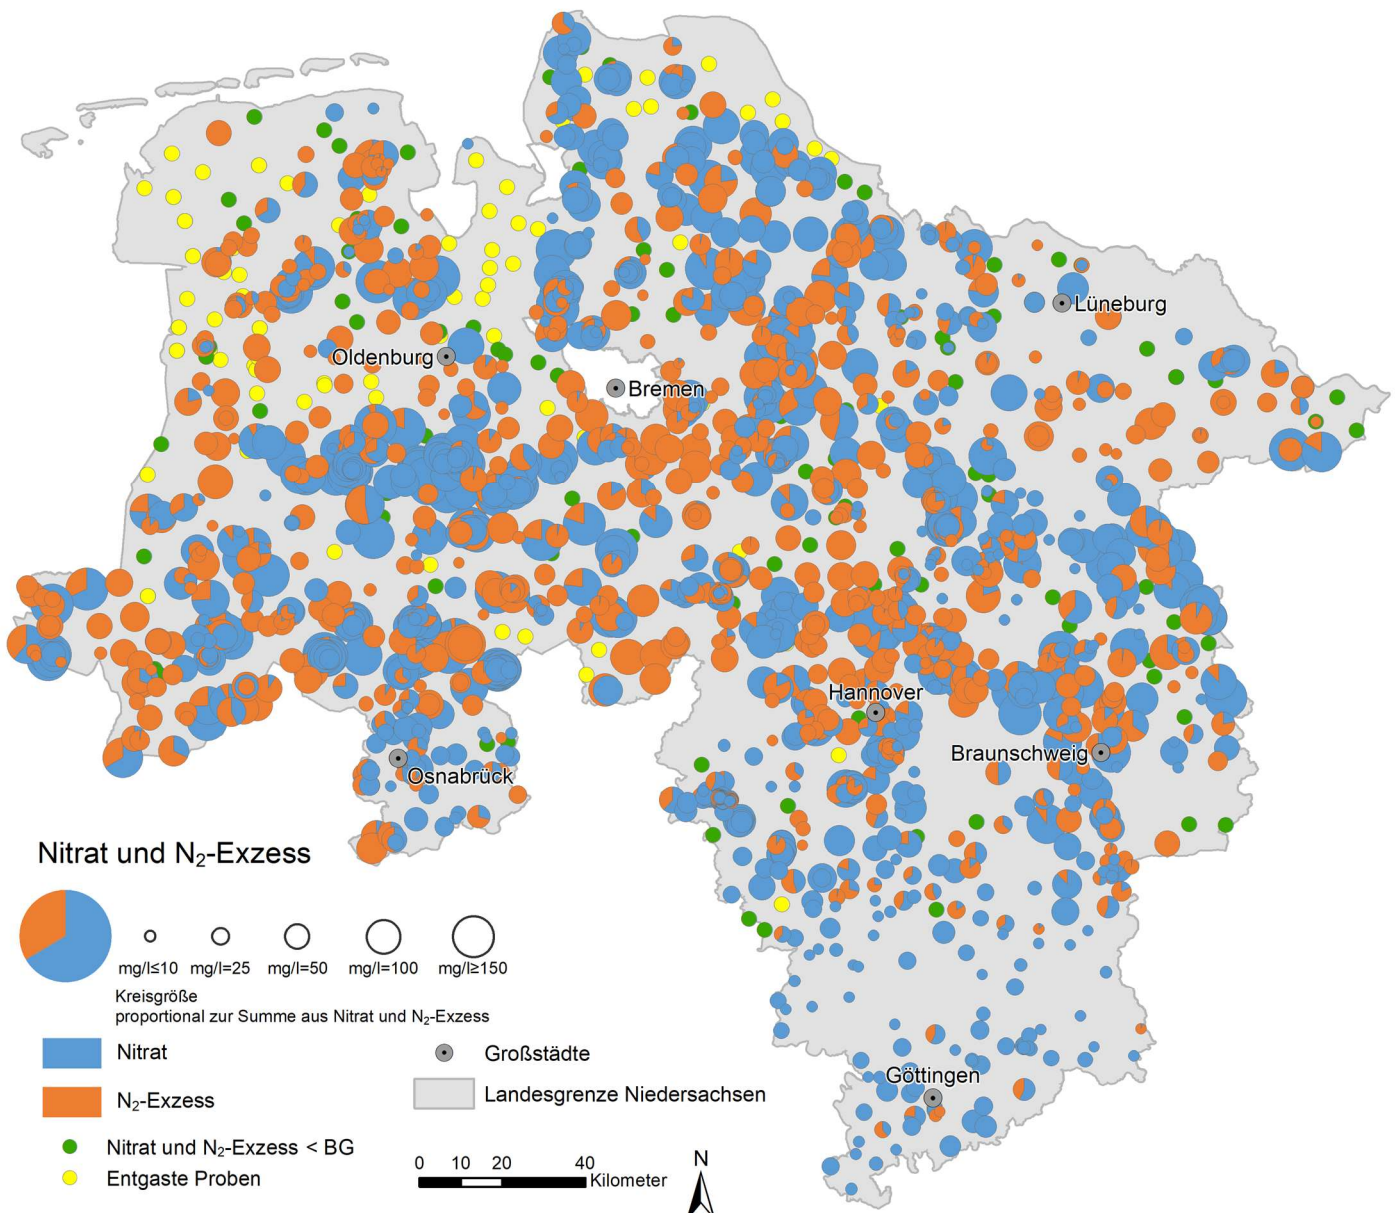 Lüneburg
Oldenburg
Bremen
Hannover
Braunschweig
Osnabrück
Göttingen
Nitrat und N₂-Exzess
mg/l≤10 mg/l=25 mg/l=50 mg/l=100 mg/l≥150
Kreisgröße
proportional zur Summe aus Nitrat und N₂-Exzess
Nitrat
N₂-Exzess
Nitrat und N₂-Exzess < BG
Entgaste Proben
Großstädte
Landesgrenze Niedersachsen
0 10 20 40
Kilometer
N